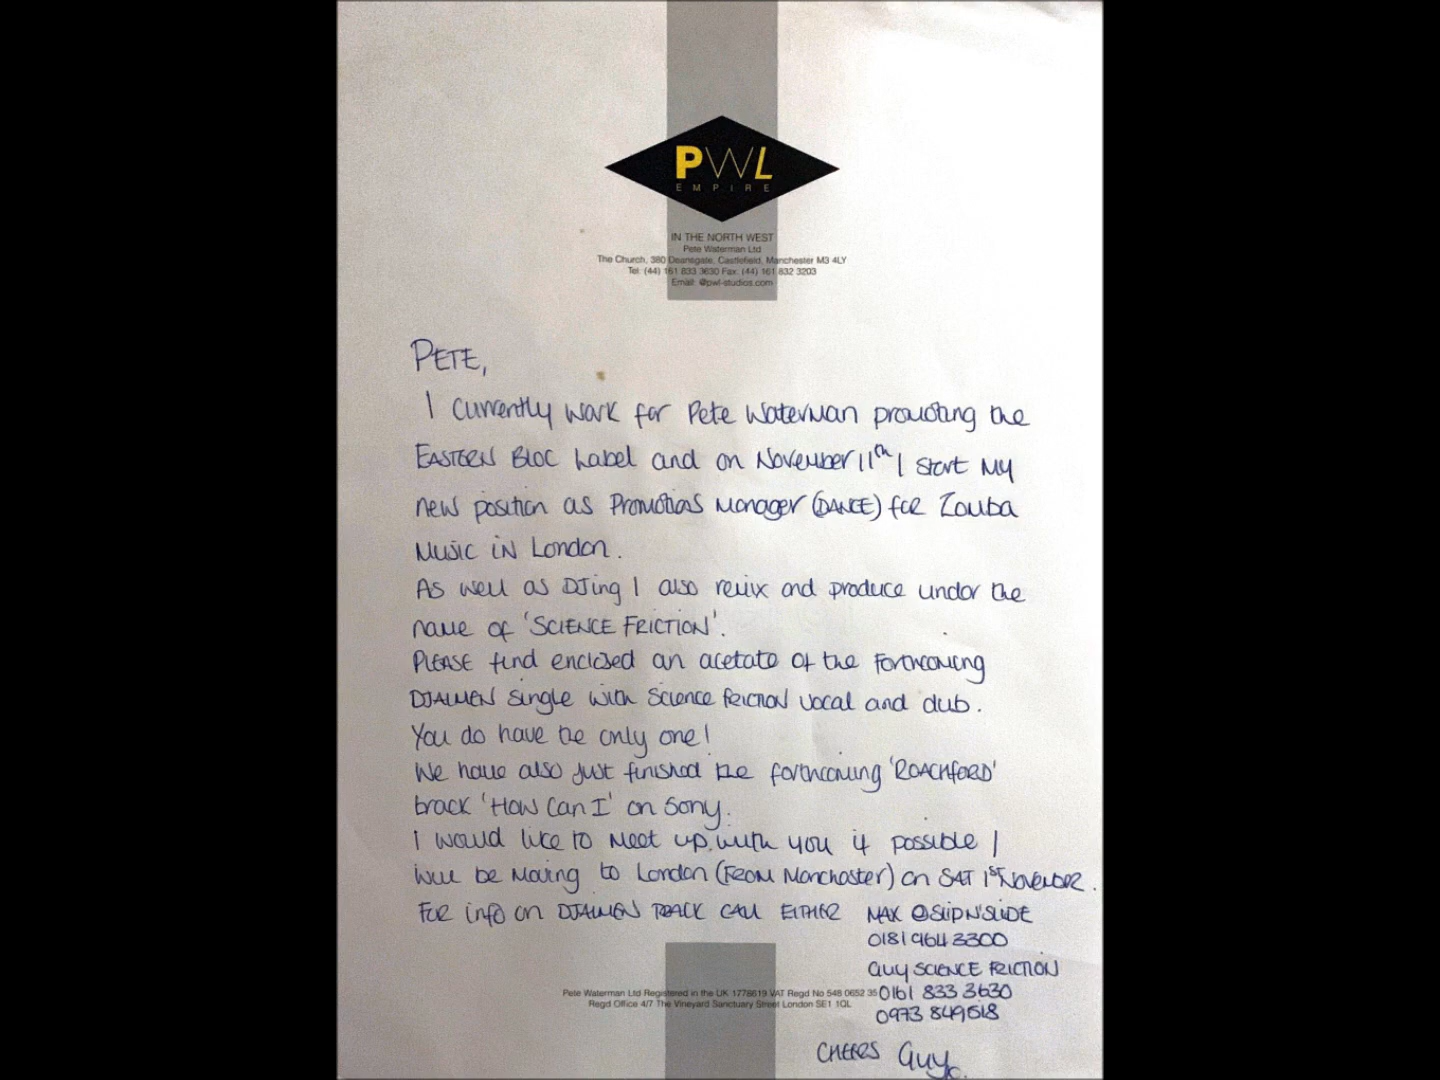 PWL
EMPIRE
IN THE NORTH WEST
Pete Waterman Ltd
The Church, 380 Deansgate, Castlefield, Manchester M3 4LY
Tel: (44) 161 833 3630 Fax: (44) 161 832 3203
Email: @pwl-studios.com
PETE,
I currently work for Pete Waterman promoting the
EASTERN BLOC Label and on November 11th I start my
new position as Promotions Manager (DANCE) for Zomba
Music in London.
As well as DJing I also remix and produce under the
name of 'SCIENCE FRICTION'.
PLEASE find enclosed an acetate of the Forthcoming
DJAIMIN single with Science FRICTION vocal and dub.
You do have the only one!
We have also just finished the forthcoming 'ROACHFORD'
track 'How Can I' on Sony.
I would like to meet up with you if possible I
will be moving to London (FROM Manchester) on SAT 1st November.
FOR info on DJAIMIN TRACK CALL EITHER MAX @ SLIP N' SLIDE
0181 964 3300
GUY SCIENCE FRICTION
0161 833 3630
0973 849518
Pete Waterman Ltd Registered in the UK 1778619 VAT Regd No 548 0652 35
Regd Office 4/7 The Vineyard Sanctuary Street London SE1 1QL
CHEERS Guy